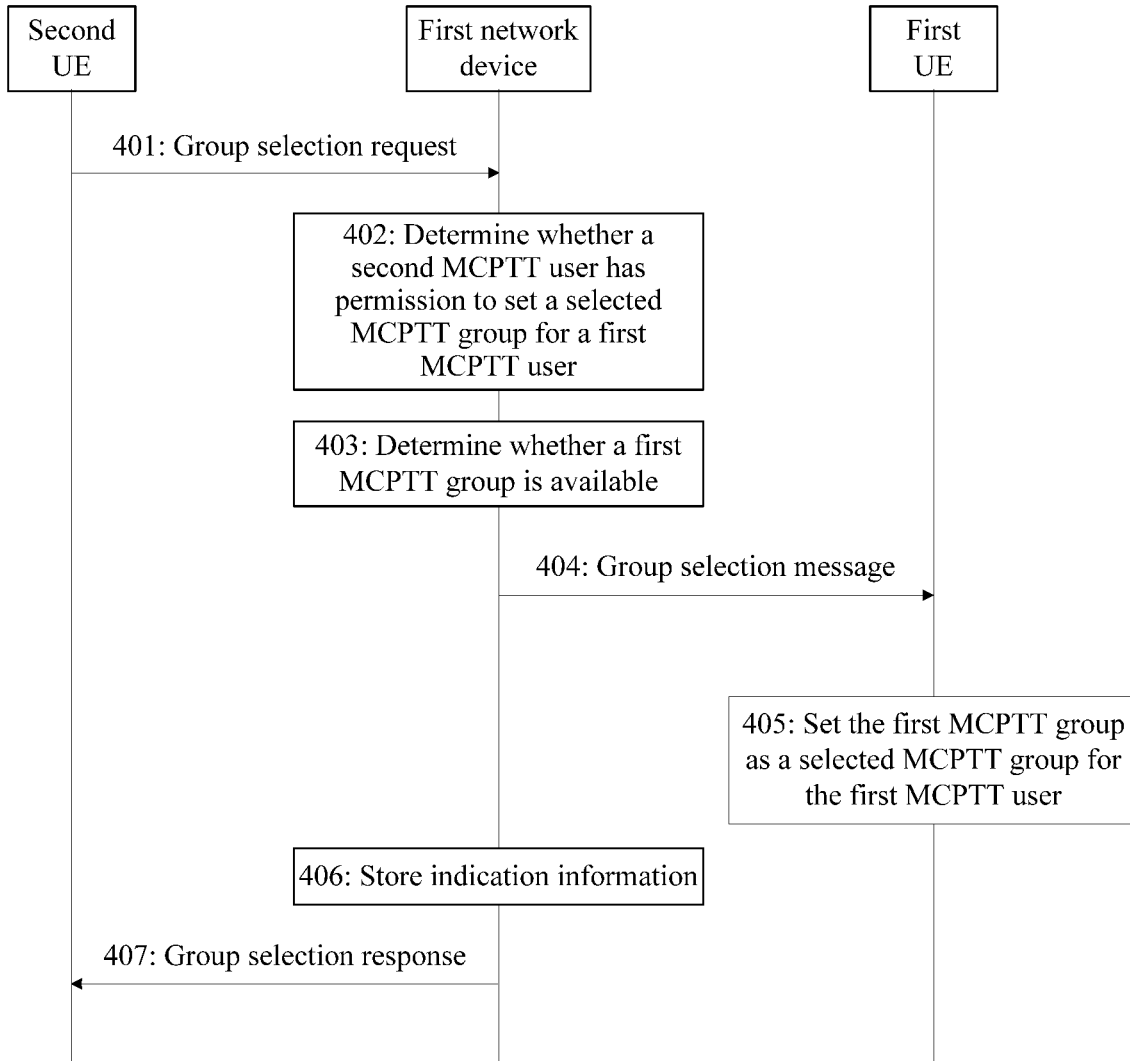 Second
UE
First network
device
First
UE
401: Group selection request
402: Determine whether a
second MCPTT user has
permission to set a selected
MCPTT group for a first
MCPTT user
403: Determine whether a first
MCPTT group is available
404: Group selection message
405: Set the first MCPTT group
as a selected MCPTT group for
the first MCPTT user
406: Store indication information
407: Group selection response